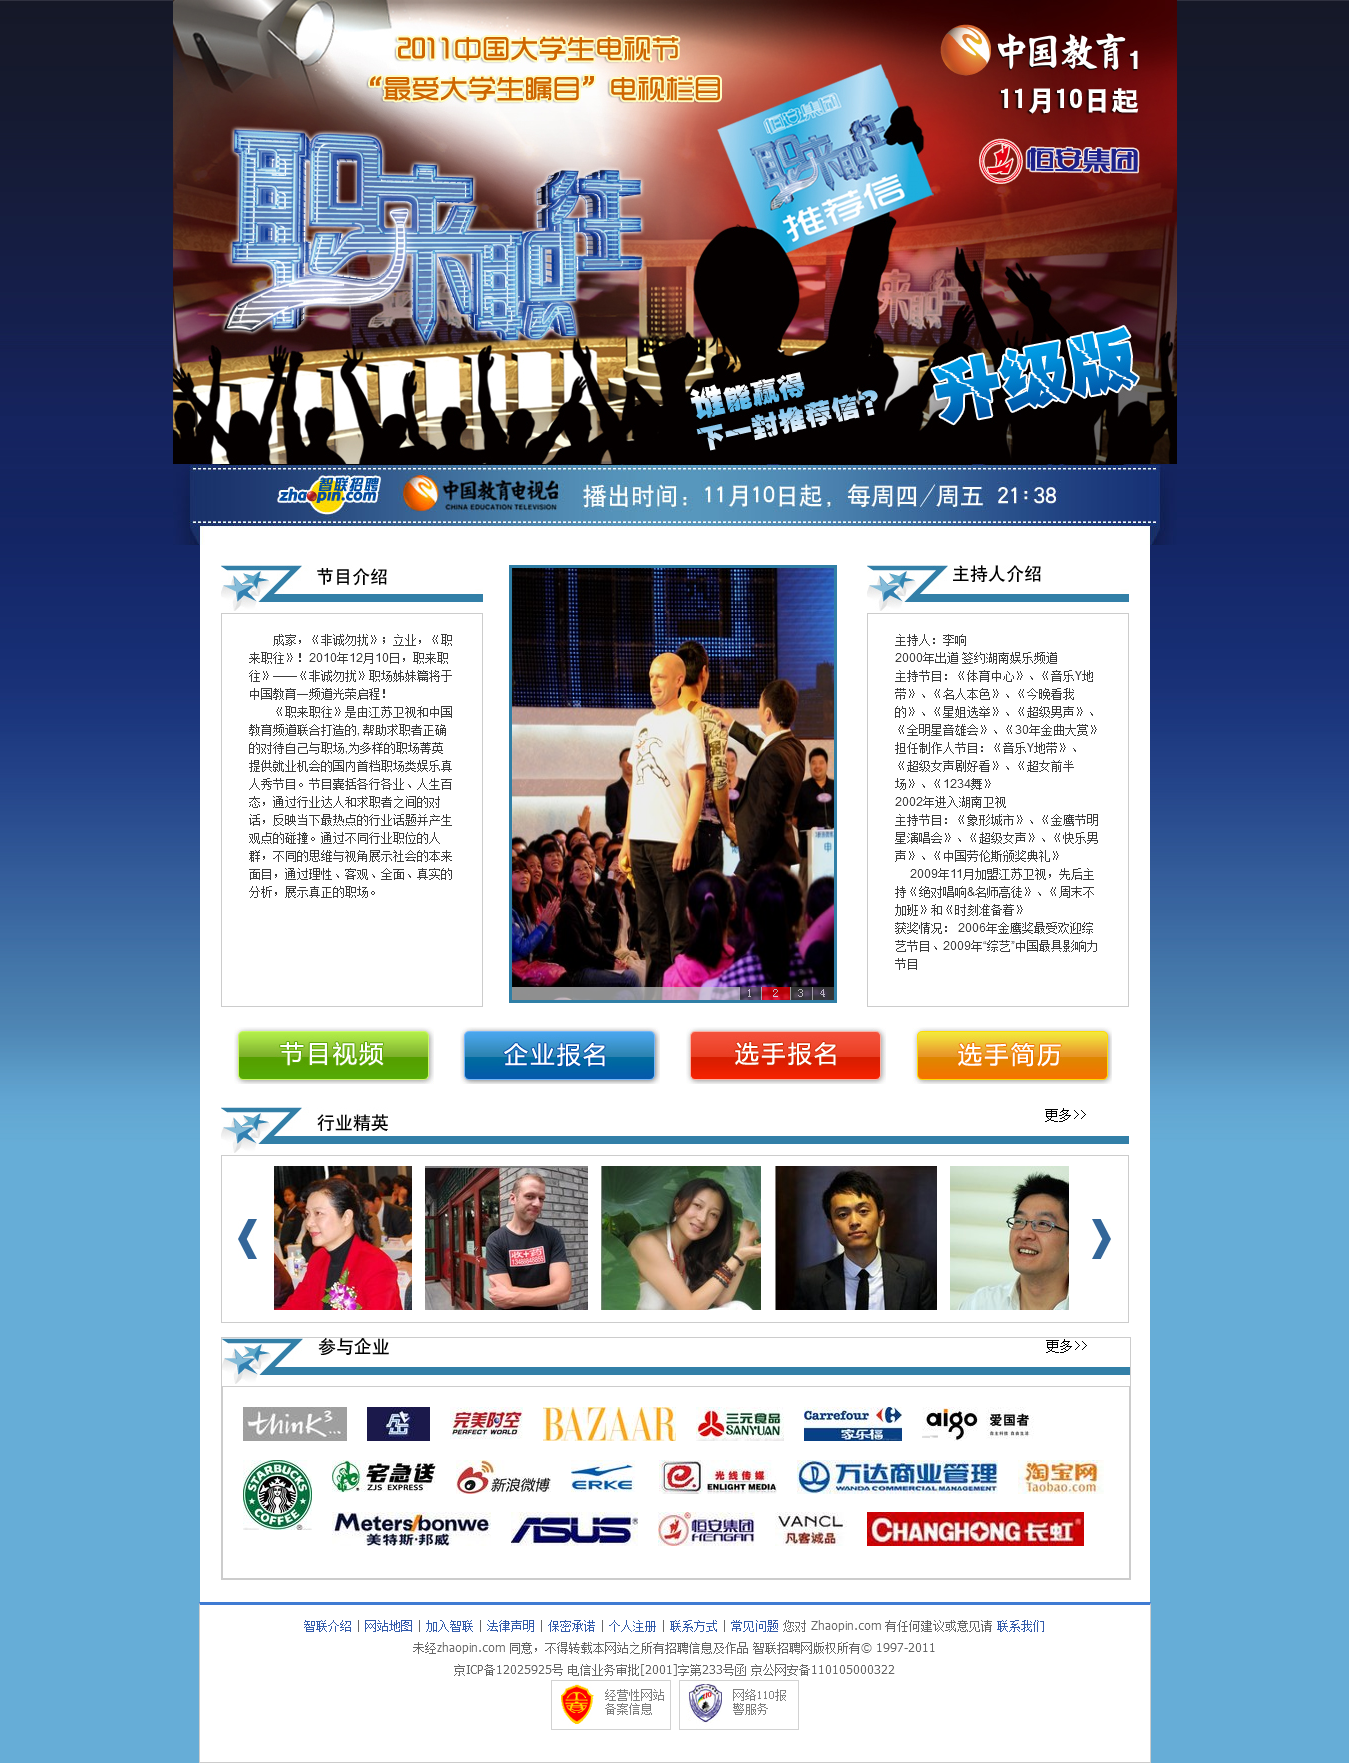 2011中国大学生电视节
“最受大学生瞩目”电视栏目
中国教育1
11月10日起
恒安集团
职来职往
恒安集团
职来职往
推荐信
谁能赢得
下一封推荐信?
升级版
智联招聘
zhaopin.com
中国教育电视台
CHINA EDUCATION TELEVISION
播出时间：11月10日起，每周四/周五 21:38
节目介绍
成家，《非诚勿扰》；立业，《职
来职往》！2010年12月10日，职来职
往》——《非诚勿扰》职场姊妹篇将于
中国教育一频道光荣启程！
《职来职往》是由江苏卫视和中国
教育频道联合打造的,帮助求职者正确
的对待自己与职场,为多样的职场菁英
提供就业机会的国内首档职场类娱乐真
人秀节目。节目囊括各行各业、人生百
态，通过行业达人和求职者之间的对
话，反映当下最热点的行业话题并产生
观点的碰撞。通过不同行业职位的人
群，不同的思维与视角展示社会的本来
面目，通过理性、客观、全面、真实的
分析，展示真正的职场。
1 2 3 4
主持人介绍
主持人：李响
2000年出道 签约湖南娱乐频道
主持节目：《体育中心》、《音乐Y地
带》、《名人本色》、《今晚看我
的》、《星姐选举》、《超级男声》、
《全明星音雄会》、《30年金曲大赏》
担任制作人节目：《音乐Y地带》、
《超级女声剧好看》、《超女前半
场》、《1234舞》
2002年进入湖南卫视
主持节目：《象形城市》、《金鹰节明
星演唱会》、《超级女声》、《快乐男
声》、《中国劳伦斯颁奖典礼》
2009年11月加盟江苏卫视，先后主
持《绝对唱响&名师高徒》、《周末不
加班》和《时刻准备着》
获奖情况： 2006年金鹰奖最受欢迎综
艺节目、2009年“综艺”中国最具影响力
节目
节目视频
企业报名
选手报名
选手简历
行业精英
更多>>
收+药
13488846855
参与企业
更多>>
think3...
盛
完美时空
PERFECT WORLD
BAZAAR
三元食品
SANYUAN
Carrefour
家乐福
aigo 爱国者
自主科技 自由生活
STARBUCKS COFFEE
宅急送
ZJS EXPRESS
新浪微博
ERKE
光线传媒
ENLIGHT MEDIA
万达商业管理
WANDA COMMERCIAL MANAGEMENT
淘宝网
Taobao.com
Meters/bonwe
美特斯·邦威
ASUS
恒安集团
HENGAN
VANCL
凡客诚品
CHANGHONG 长虹
智联介绍 | 网站地图 | 加入智联 | 法律声明 | 保密承诺 | 个人注册 | 联系方式 | 常见问题 您对 Zhaopin.com 有任何建议或意见请 联系我们
未经zhaopin.com 同意，不得转载本网站之所有招聘信息及作品 智联招聘网版权所有© 1997-2011
京ICP备12025925号 电信业务审批[2001]字第233号函 京公网安备110105000322
经营性网站
备案信息
网络110报
警服务